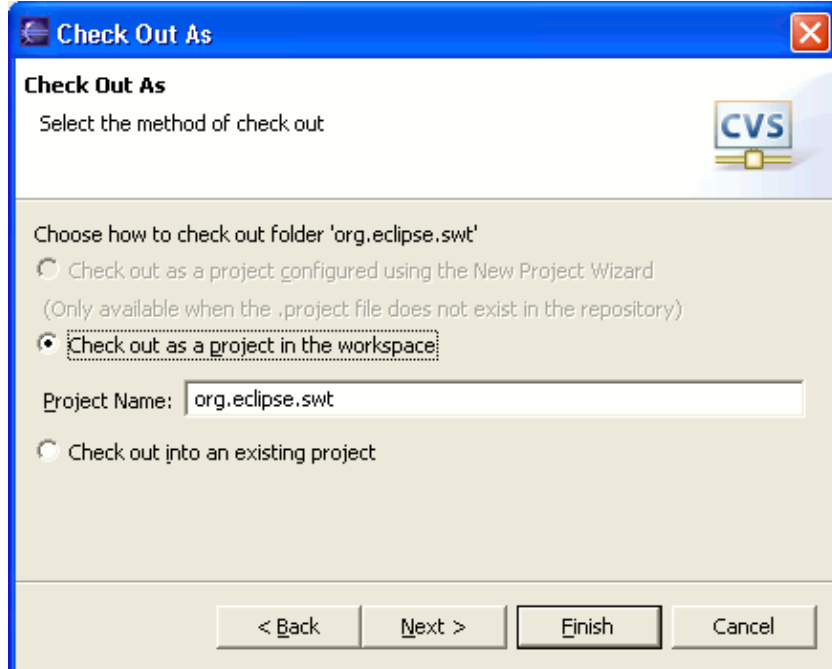 Check Out As
Check Out As
Select the method of check out
CVS
Choose how to check out folder 'org.eclipse.swt'
Check out as a project configured using the New Project Wizard
(Only available when the .project file does not exist in the repository)
Check out as a project in the workspace
Project Name: org.eclipse.swt
Check out into an existing project
< Back Next > Finish Cancel